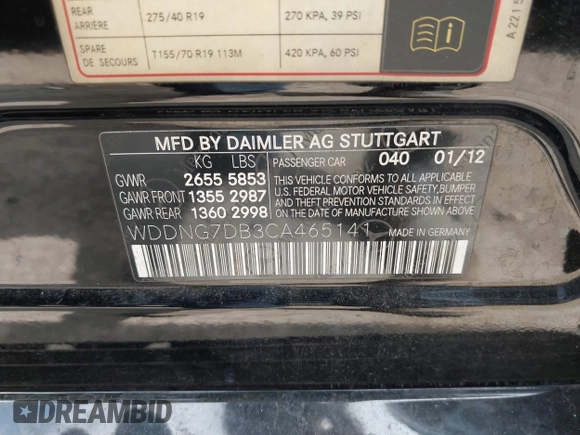 REAR
ARRIÈRE
275/40 R19
270 KPA, 39 PSI
SPARE
DE SECOURS
T155/70 R19 113M
420 KPA, 60 PSI
A 221 5
MFD BY DAIMLER AG STUTTGART
KG LBS
PASSENGER CAR 040 01/12
GVWR 2655 5853
GAWR FRONT 1355 2987
GAWR REAR 1360 2998
THIS VEHICLE CONFORMS TO ALL APPLICABLE
U.S. FEDERAL MOTOR VEHICLE SAFETY, BUMPER
AND THEFT PREVENTION STANDARDS IN EFFECT
ON THE DATE OF MANUFACTURE SHOWN ABOVE.
WDDNG7DB3CA465141
MADE IN GERMANY
DREAMBID